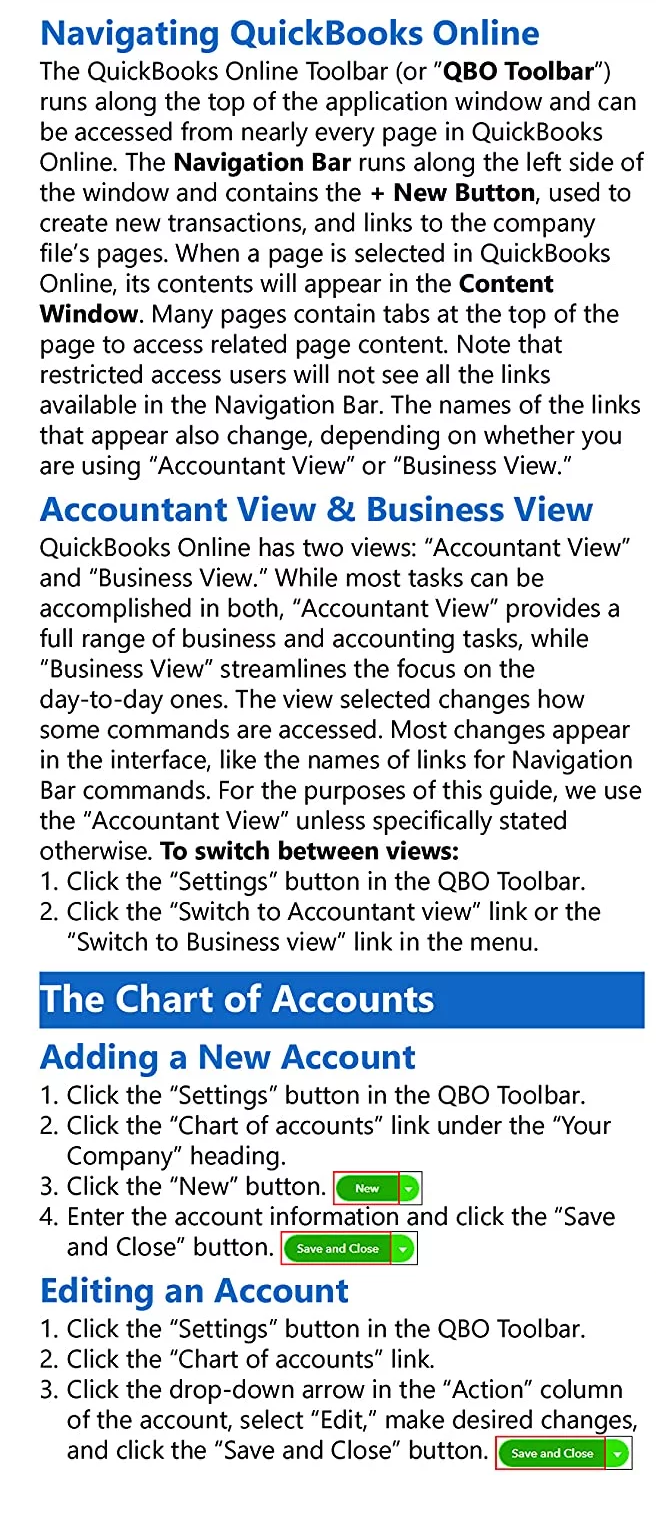 Navigating QuickBooks Online
The QuickBooks Online Toolbar (or “QBO Toolbar”)
runs along the top of the application window and can
be accessed from nearly every page in QuickBooks
Online. The Navigation Bar runs along the left side of
the window and contains the + New Button, used to
create new transactions, and links to the company
file’s pages. When a page is selected in QuickBooks
Online, its contents will appear in the Content
Window. Many pages contain tabs at the top of the
page to access related page content. Note that
restricted access users will not see all the links
available in the Navigation Bar. The names of the links
that appear also change, depending on whether you
are using “Accountant View” or “Business View.”
Accountant View & Business View
QuickBooks Online has two views: “Accountant View”
and “Business View.” While most tasks can be
accomplished in both, “Accountant View” provides a
full range of business and accounting tasks, while
“Business View” streamlines the focus on the
day-to-day ones. The view selected changes how
some commands are accessed. Most changes appear
in the interface, like the names of links for Navigation
Bar commands. For the purposes of this guide, we use
the “Accountant View” unless specifically stated
otherwise. To switch between views:
1. Click the “Settings” button in the QBO Toolbar.
2. Click the “Switch to Accountant view” link or the
“Switch to Business view” link in the menu.
The Chart of Accounts
Adding a New Account
1. Click the “Settings” button in the QBO Toolbar.
2. Click the “Chart of accounts” link under the “Your
Company” heading.
3. Click the “New” button. New
4. Enter the account information and click the “Save
and Close” button. Save and Close
Editing an Account
1. Click the “Settings” button in the QBO Toolbar.
2. Click the “Chart of accounts” link.
3. Click the drop-down arrow in the “Action” column
of the account, select “Edit,” make desired changes,
and click the “Save and Close” button. Save and Close